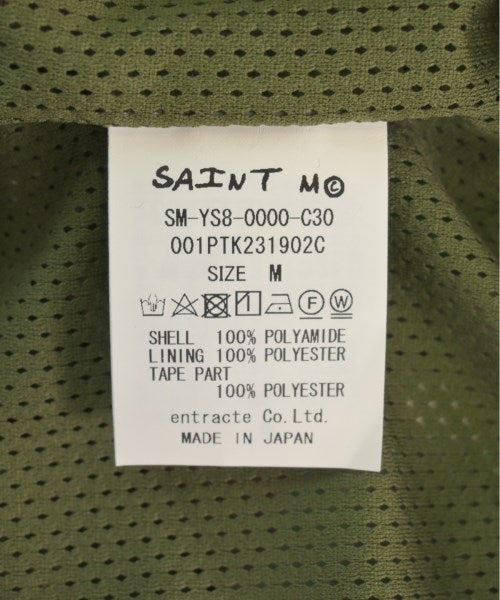 SAINT M©
SM-YS8-0000-C30
001PTK231902C
SIZE M
F W
SHELL 100% POLYAMIDE
LINING 100% POLYESTER
TAPE PART
100% POLYESTER
entracte Co.Ltd.
MADE IN JAPAN